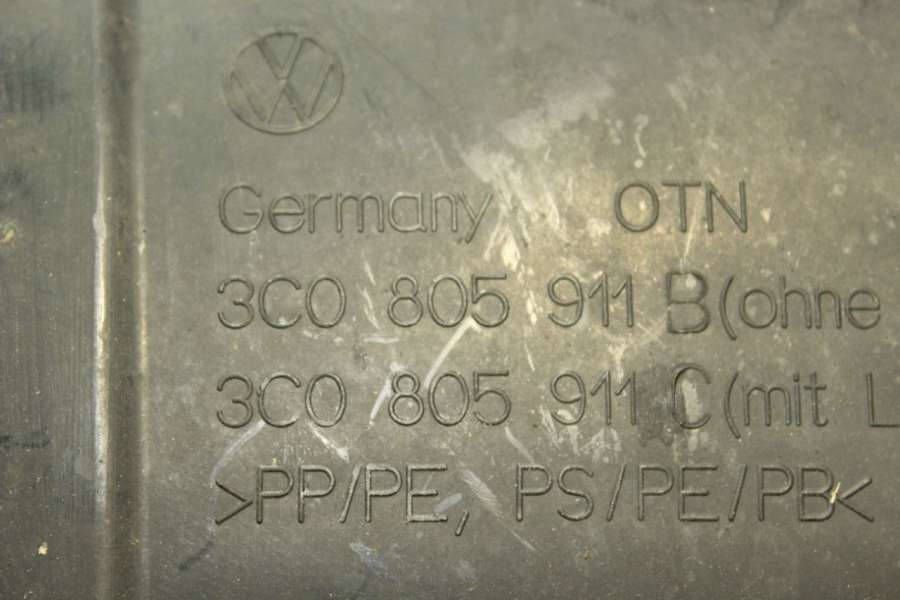 Germany OTN
3C0 805 911 B (ohne
3C0 805 911 C (mit L
>PP/PE, PS/PE/PB<